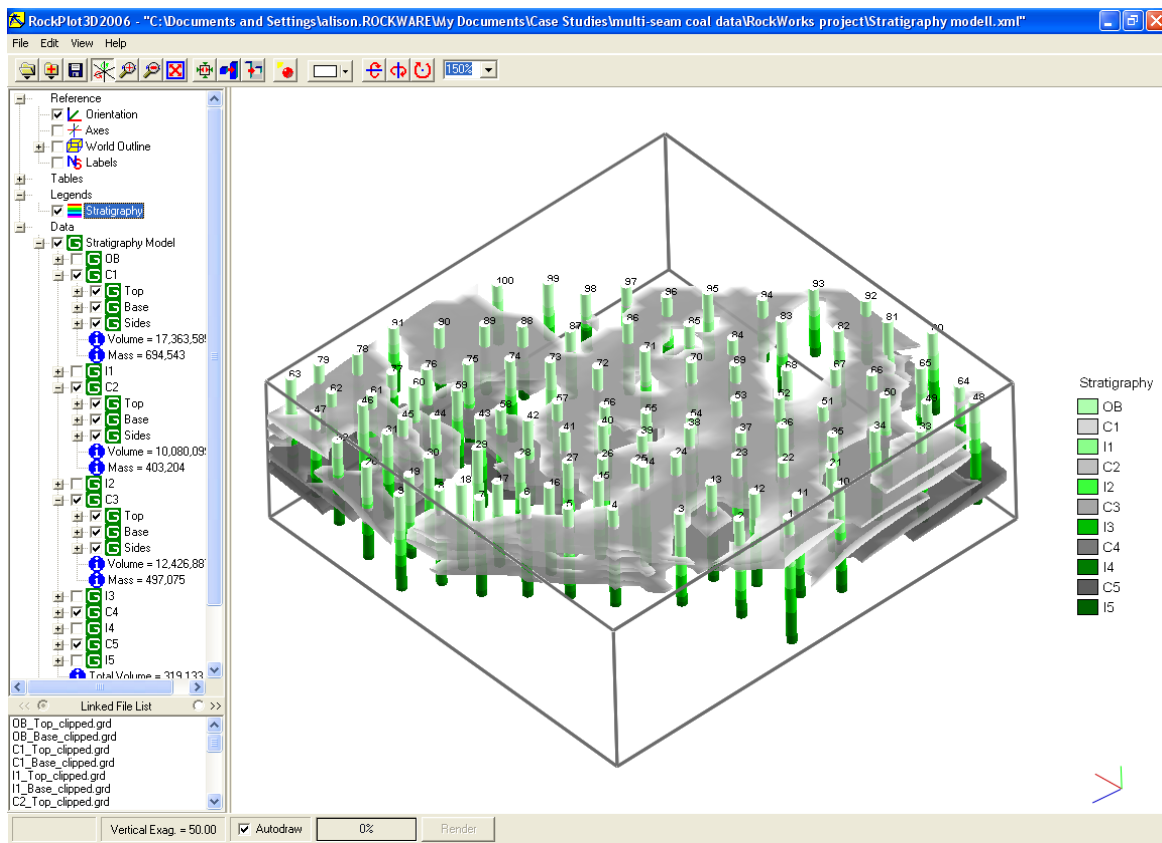 RockPlot3D2006 - "C:\Documents and Settings\alison.ROCKWARE\My Documents\Case Studies\multi-seam coal data\RockWorks project\Stratigraphy modell.xml"
File Edit View Help
150%
Reference
Orientation
Axes
World Outline
Labels
Tables
Legends
Stratigraphy
Data
Stratigraphy Model
OB
C1
Top
Base
Sides
Volume = 17,363,58
Mass = 694,543
I1
C2
Top
Base
Sides
Volume = 10,080,09
Mass = 403,204
I2
C3
Top
Base
Sides
Volume = 12,426,88
Mass = 497,075
I3
C4
I4
C5
I5
Total Volume = 319,133
<< Linked File List >>
OB_Top_clipped.grd
OB_Base_clipped.grd
C1_Top_clipped.grd
C1_Base_clipped.grd
I1_Top_clipped.grd
I1_Base_clipped.grd
C2_Top_clipped.grd
100 99 98 97 96 95 94 93 92
91 90 89 88 87 86 85 84 83 82 81
79 78 77 76 75 74 73 72 71 70 69 68 67 66 65 64
63 62 61 60 59 58 57 56 55 54 53 52 51 50 49 48
47 46 45 44 43 42 41 40 39 38 37 36 35 34 33
31 30 29 28 27 26 25 24 23 22 21
19 18 17 16 15 14 13 12 11 10
7 6 5 4 3 2 1
Stratigraphy
OB
C1
I1
C2
I2
C3
I3
C4
I4
C5
I5
Vertical Exag. = 50.00 Autodraw 0% Render